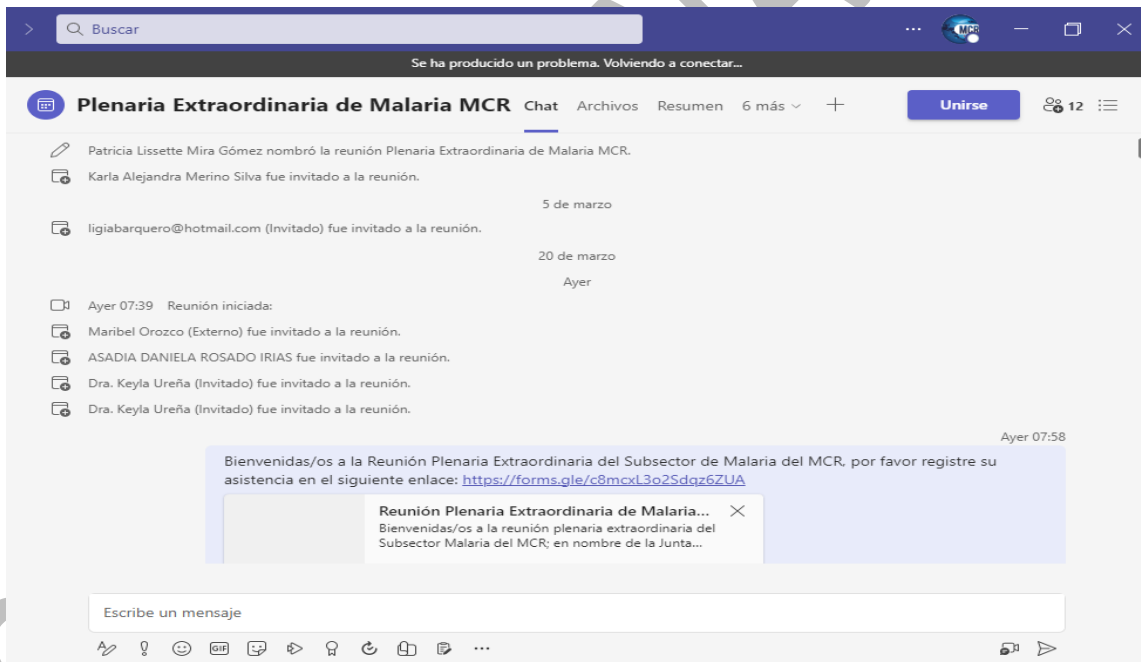 Buscar
MCR
Se ha producido un problema. Volviendo a conectar...
Plenaria Extraordinaria de Malaria MCR Chat Archivos Resumen 6 más Unirse 12
Patricia Lissette Mira Gómez nombró la reunión Plenaria Extraordinaria de Malaria MCR.
Karla Alejandra Merino Silva fue invitado a la reunión.
5 de marzo
ligiabarquero@hotmail.com (Invitado) fue invitado a la reunión.
20 de marzo
Ayer
Ayer 07:39 Reunión iniciada:
Maribel Orozco (Externo) fue invitado a la reunión.
ASADIA DANIELA ROSADO IRIAS fue invitado a la reunión.
Dra. Keyla Ureña (Invitado) fue invitado a la reunión.
Dra. Keyla Ureña (Invitado) fue invitado a la reunión.
Ayer 07:58
Bienvenidas/os a la Reunión Plenaria Extraordinaria del Subsector de Malaria del MCR, por favor registre su
asistencia en el siguiente enlace: https://forms.gle/c8mcxL3o2Sdqz6ZUA
Reunión Plenaria Extraordinaria de Malaria...
Bienvenidas/os a la reunión plenaria extraordinaria del
Subsector Malaria del MCR; en nombre de la Junta...
Escribe un mensaje
GIF